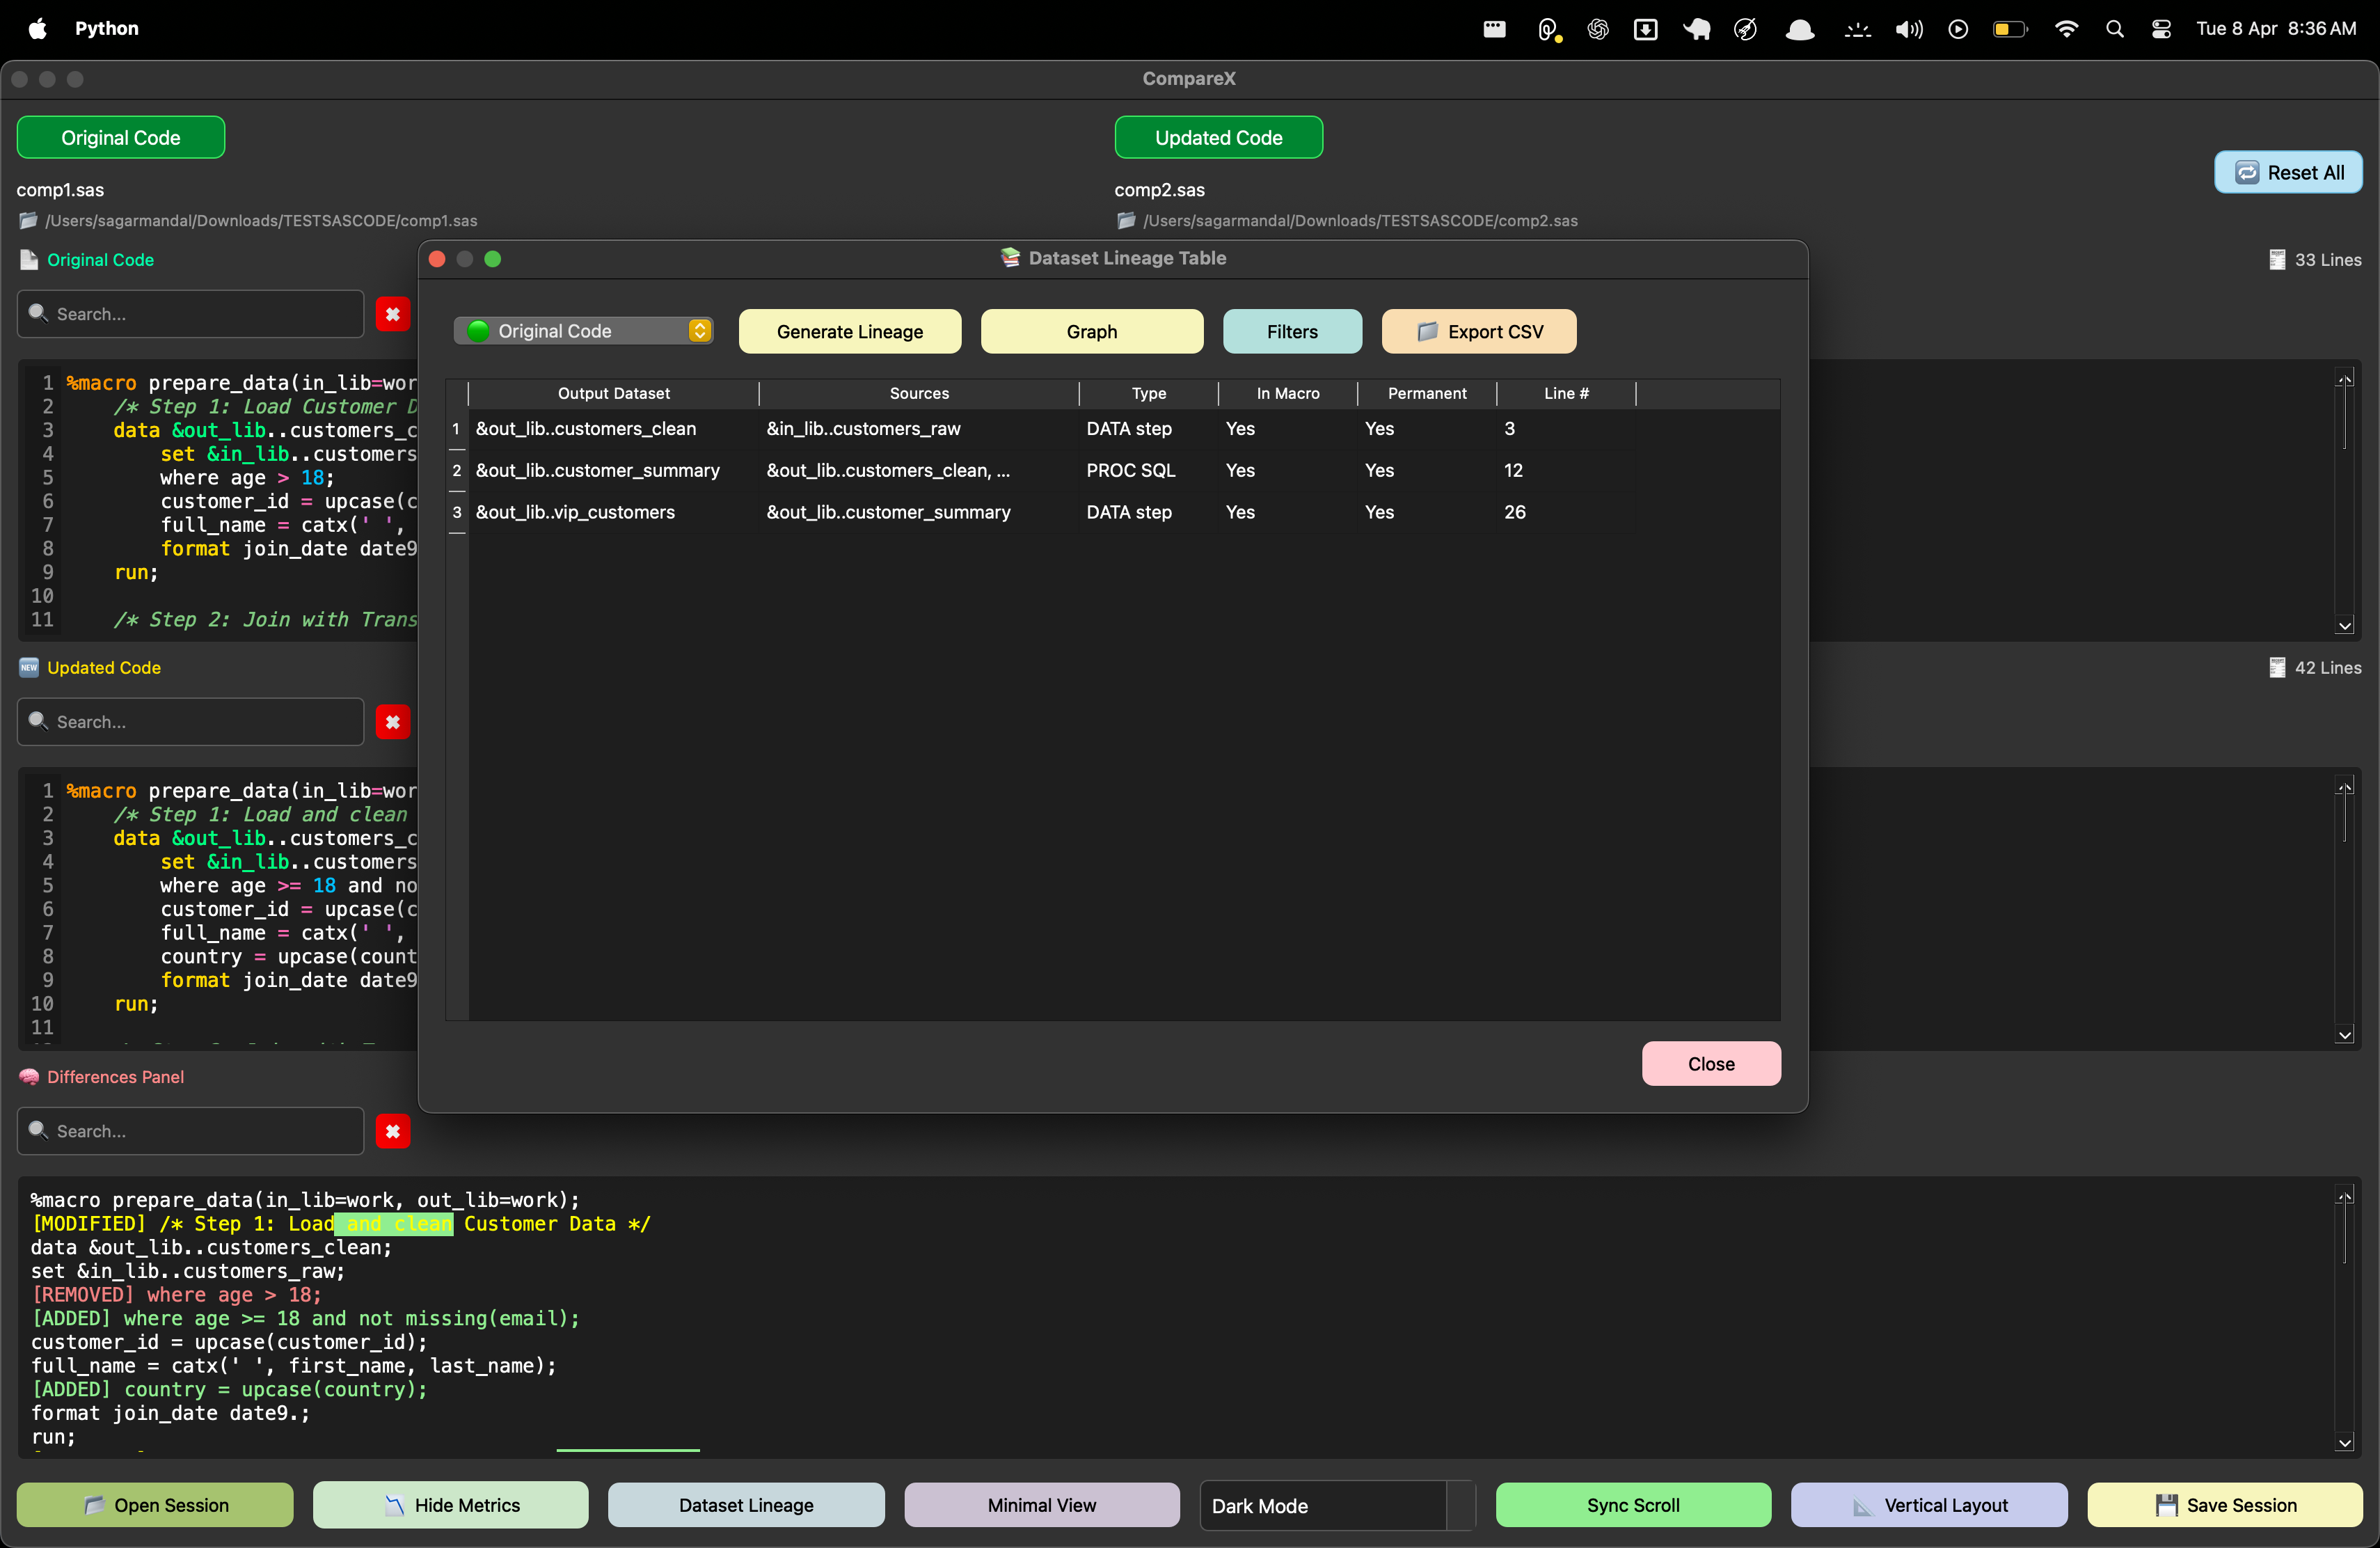 Python
Tue 8 Apr 8:36 AM
CompareX
Original Code
Updated Code
Reset All
comp1.sas
comp2.sas
/Users/sagarmandal/Downloads/TESTSASCODE/comp1.sas
/Users/sagarmandal/Downloads/TESTSASCODE/comp2.sas
Original Code
33 Lines
Search...
1 %macro prepare_data(in_lib=wor
2 /* Step 1: Load Customer D
3 data &out_lib..customers_c
4 set &in_lib..customers
5 where age > 18;
6 customer_id = upcase(c
7 full_name = catx(' ',
8 format join_date date9
9 run;
10
11 /* Step 2: Join with Trans
Dataset Lineage Table
Original Code
Generate Lineage
Graph
Filters
Export CSV
Output Dataset Sources Type In Macro Permanent Line #
1 &out_lib..customers_clean &in_lib..customers_raw DATA step Yes Yes 3
2 &out_lib..customer_summary &out_lib..customers_clean, ... PROC SQL Yes Yes 12
3 &out_lib..vip_customers &out_lib..customer_summary DATA step Yes Yes 26
Close
NEW Updated Code
42 Lines
Search...
1 %macro prepare_data(in_lib=wor
2 /* Step 1: Load and clean
3 data &out_lib..customers_c
4 set &in_lib..customers
5 where age >= 18 and no
6 customer_id = upcase(c
7 full_name = catx(' ',
8 country = upcase(count
9 format join_date date9
10 run;
11
Differences Panel
Search...
%macro prepare_data(in_lib=work, out_lib=work);
[MODIFIED] /* Step 1: Load and clean Customer Data */
data &out_lib..customers_clean;
set &in_lib..customers_raw;
[REMOVED] where age > 18;
[ADDED] where age >= 18 and not missing(email);
customer_id = upcase(customer_id);
full_name = catx(' ', first_name, last_name);
[ADDED] country = upcase(country);
format join_date date9.;
run;
Open Session
Hide Metrics
Dataset Lineage
Minimal View
Dark Mode
Sync Scroll
Vertical Layout
Save Session